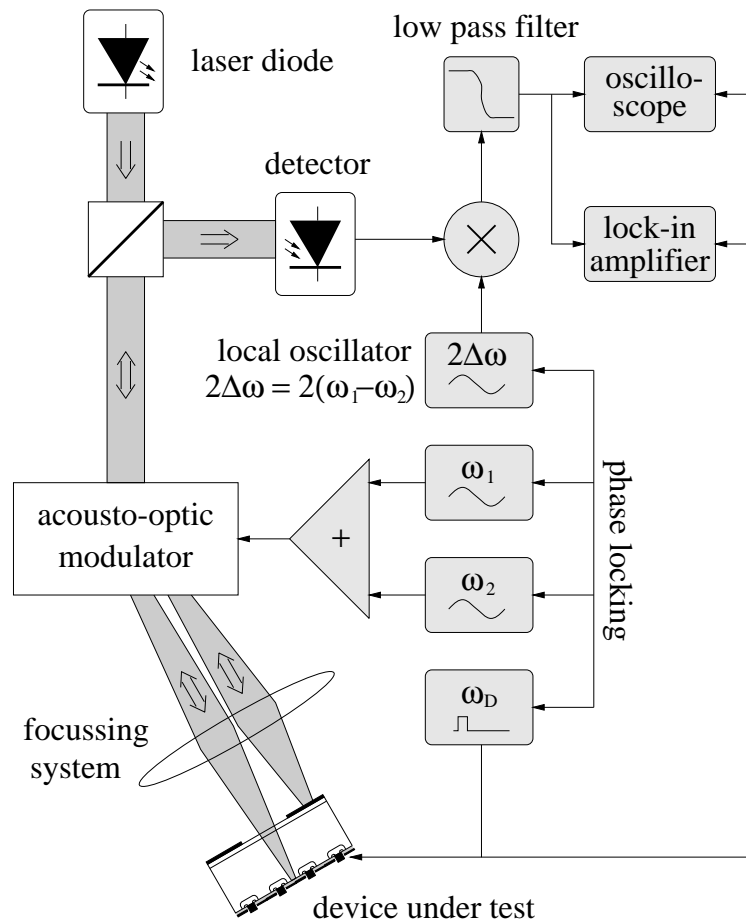 low pass filter
laser diode
oscillo-
scope
detector
lock-in
amplifier
local oscillator
2Δω = 2(ω₁–ω₂)
2Δω
ω₁
acousto-optic
modulator
+
ω₂
phase locking
ω_D
focussing
system
device under test